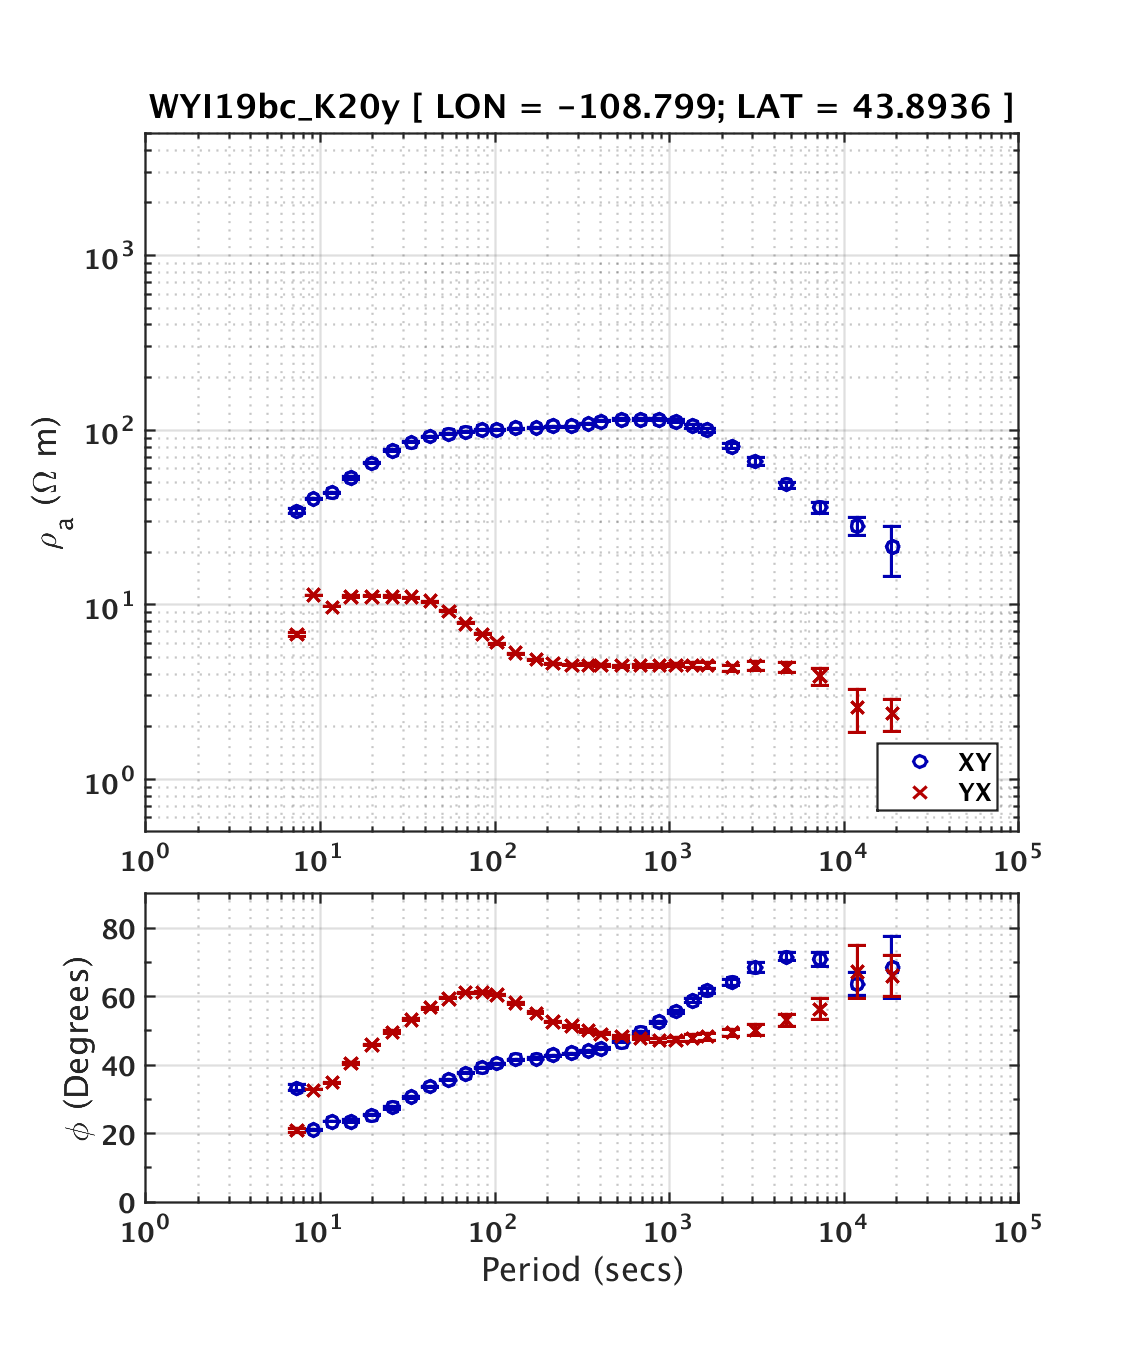 WYI19bc_K20y [ LON = -108.799; LAT = 43.8936 ]
ρa (Ω m)
10^3
10^2
10^1
10^0
XY
YX
10^0 10^1 10^2 10^3 10^4 10^5
ϕ (Degrees)
80
60
40
20
0
10^0 10^1 10^2 10^3 10^4 10^5
Period (secs)